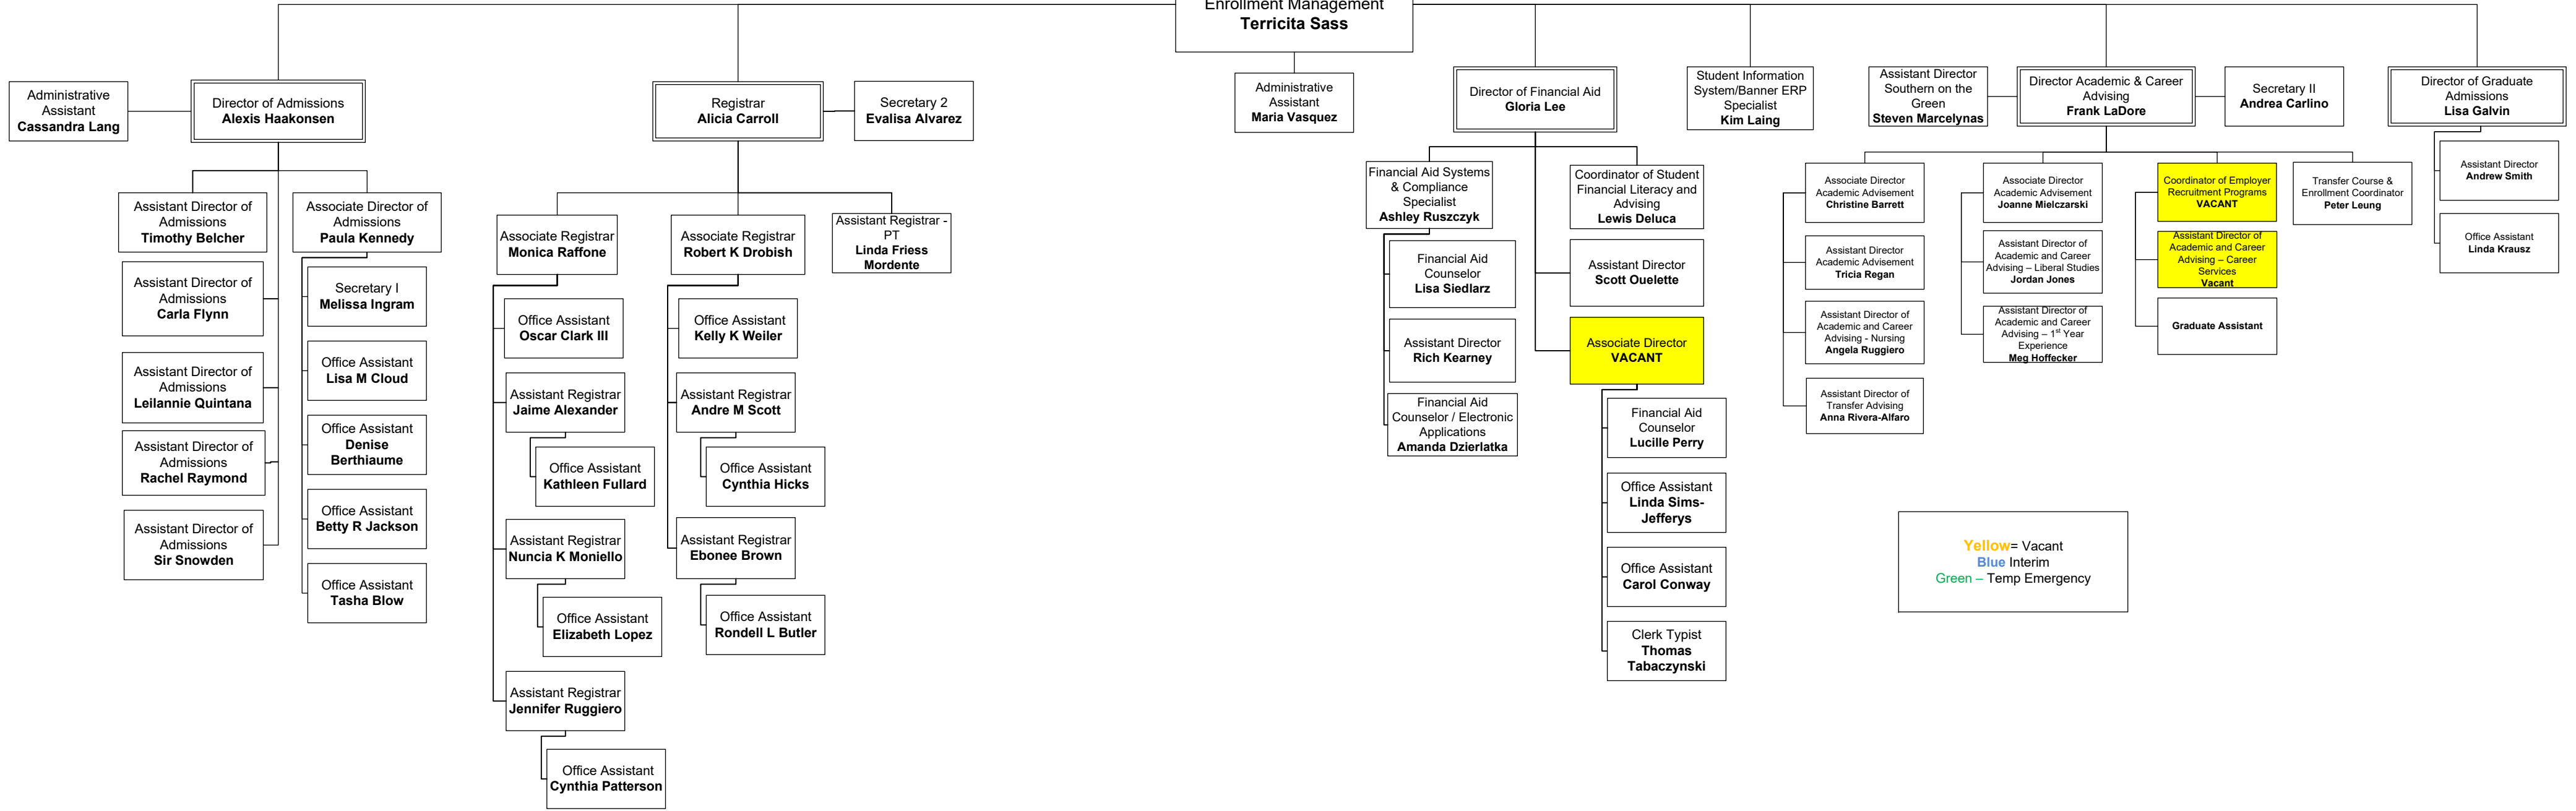 Enrollment Management
Terricita Sass
Administrative
Assistant
Cassandra Lang
Director of Admissions
Alexis Haakonsen
Registrar
Alicia Carroll
Secretary 2
Evalisa Alvarez
Administrative
Assistant
Maria Vasquez
Director of Financial Aid
Gloria Lee
Student Information
System/Banner ERP
Specialist
Kim Laing
Assistant Director
Southern on the
Green
Steven Marcelynas
Director Academic & Career
Advising
Frank LaDore
Secretary II
Andrea Carlino
Director of Graduate
Admissions
Lisa Galvin
Assistant Director of
Admissions
Timothy Belcher
Assistant Director of
Admissions
Carla Flynn
Assistant Director of
Admissions
Leilannie Quintana
Assistant Director of
Admissions
Rachel Raymond
Assistant Director of
Admissions
Sir Snowden
Associate Director of
Admissions
Paula Kennedy
Secretary I
Melissa Ingram
Office Assistant
Lisa M Cloud
Office Assistant
Denise
Berthiaume
Office Assistant
Betty R Jackson
Office Assistant
Tasha Blow
Associate Registrar
Monica Raffone
Office Assistant
Oscar Clark III
Assistant Registrar
Jaime Alexander
Office Assistant
Kathleen Fullard
Assistant Registrar
Nuncia K Moniello
Office Assistant
Elizabeth Lopez
Assistant Registrar
Jennifer Ruggiero
Office Assistant
Cynthia Patterson
Associate Registrar
Robert K Drobish
Office Assistant
Kelly K Weiler
Assistant Registrar
Andre M Scott
Office Assistant
Cynthia Hicks
Assistant Registrar
Ebonee Brown
Office Assistant
Rondell L Butler
Assistant Registrar -
PT
Linda Friess
Mordente
Financial Aid Systems
& Compliance
Specialist
Ashley Ruszczyk
Financial Aid
Counselor
Lisa Siedlarz
Assistant Director
Rich Kearney
Financial Aid
Counselor / Electronic
Applications
Amanda Dzierlatka
Coordinator of Student
Financial Literacy and
Advising
Lewis Deluca
Assistant Director
Scott Ouelette
Associate Director
VACANT
Financial Aid
Counselor
Lucille Perry
Office Assistant
Linda Sims-
Jefferys
Office Assistant
Carol Conway
Clerk Typist
Thomas
Tabaczynski
Associate Director
Academic Advisement
Christine Barrett
Assistant Director
Academic Advisement
Tricia Regan
Assistant Director of
Academic and Career
Advising - Nursing
Angela Ruggiero
Assistant Director of
Transfer Advising
Anna Rivera-Alfaro
Associate Director
Academic Advisement
Joanne Mielczarski
Assistant Director of
Academic and Career
Advising – Liberal Studies
Jordan Jones
Assistant Director of
Academic and Career
Advising – 1st Year
Experience
Meg Hoffecker
Coordinator of Employer
Recruitment Programs
VACANT
Assistant Director of
Academic and Career
Advising – Career
Services
Vacant
Graduate Assistant
Transfer Course &
Enrollment Coordinator
Peter Leung
Assistant Director
Andrew Smith
Office Assistant
Linda Krausz
Yellow= Vacant
Blue Interim
Green – Temp Emergency